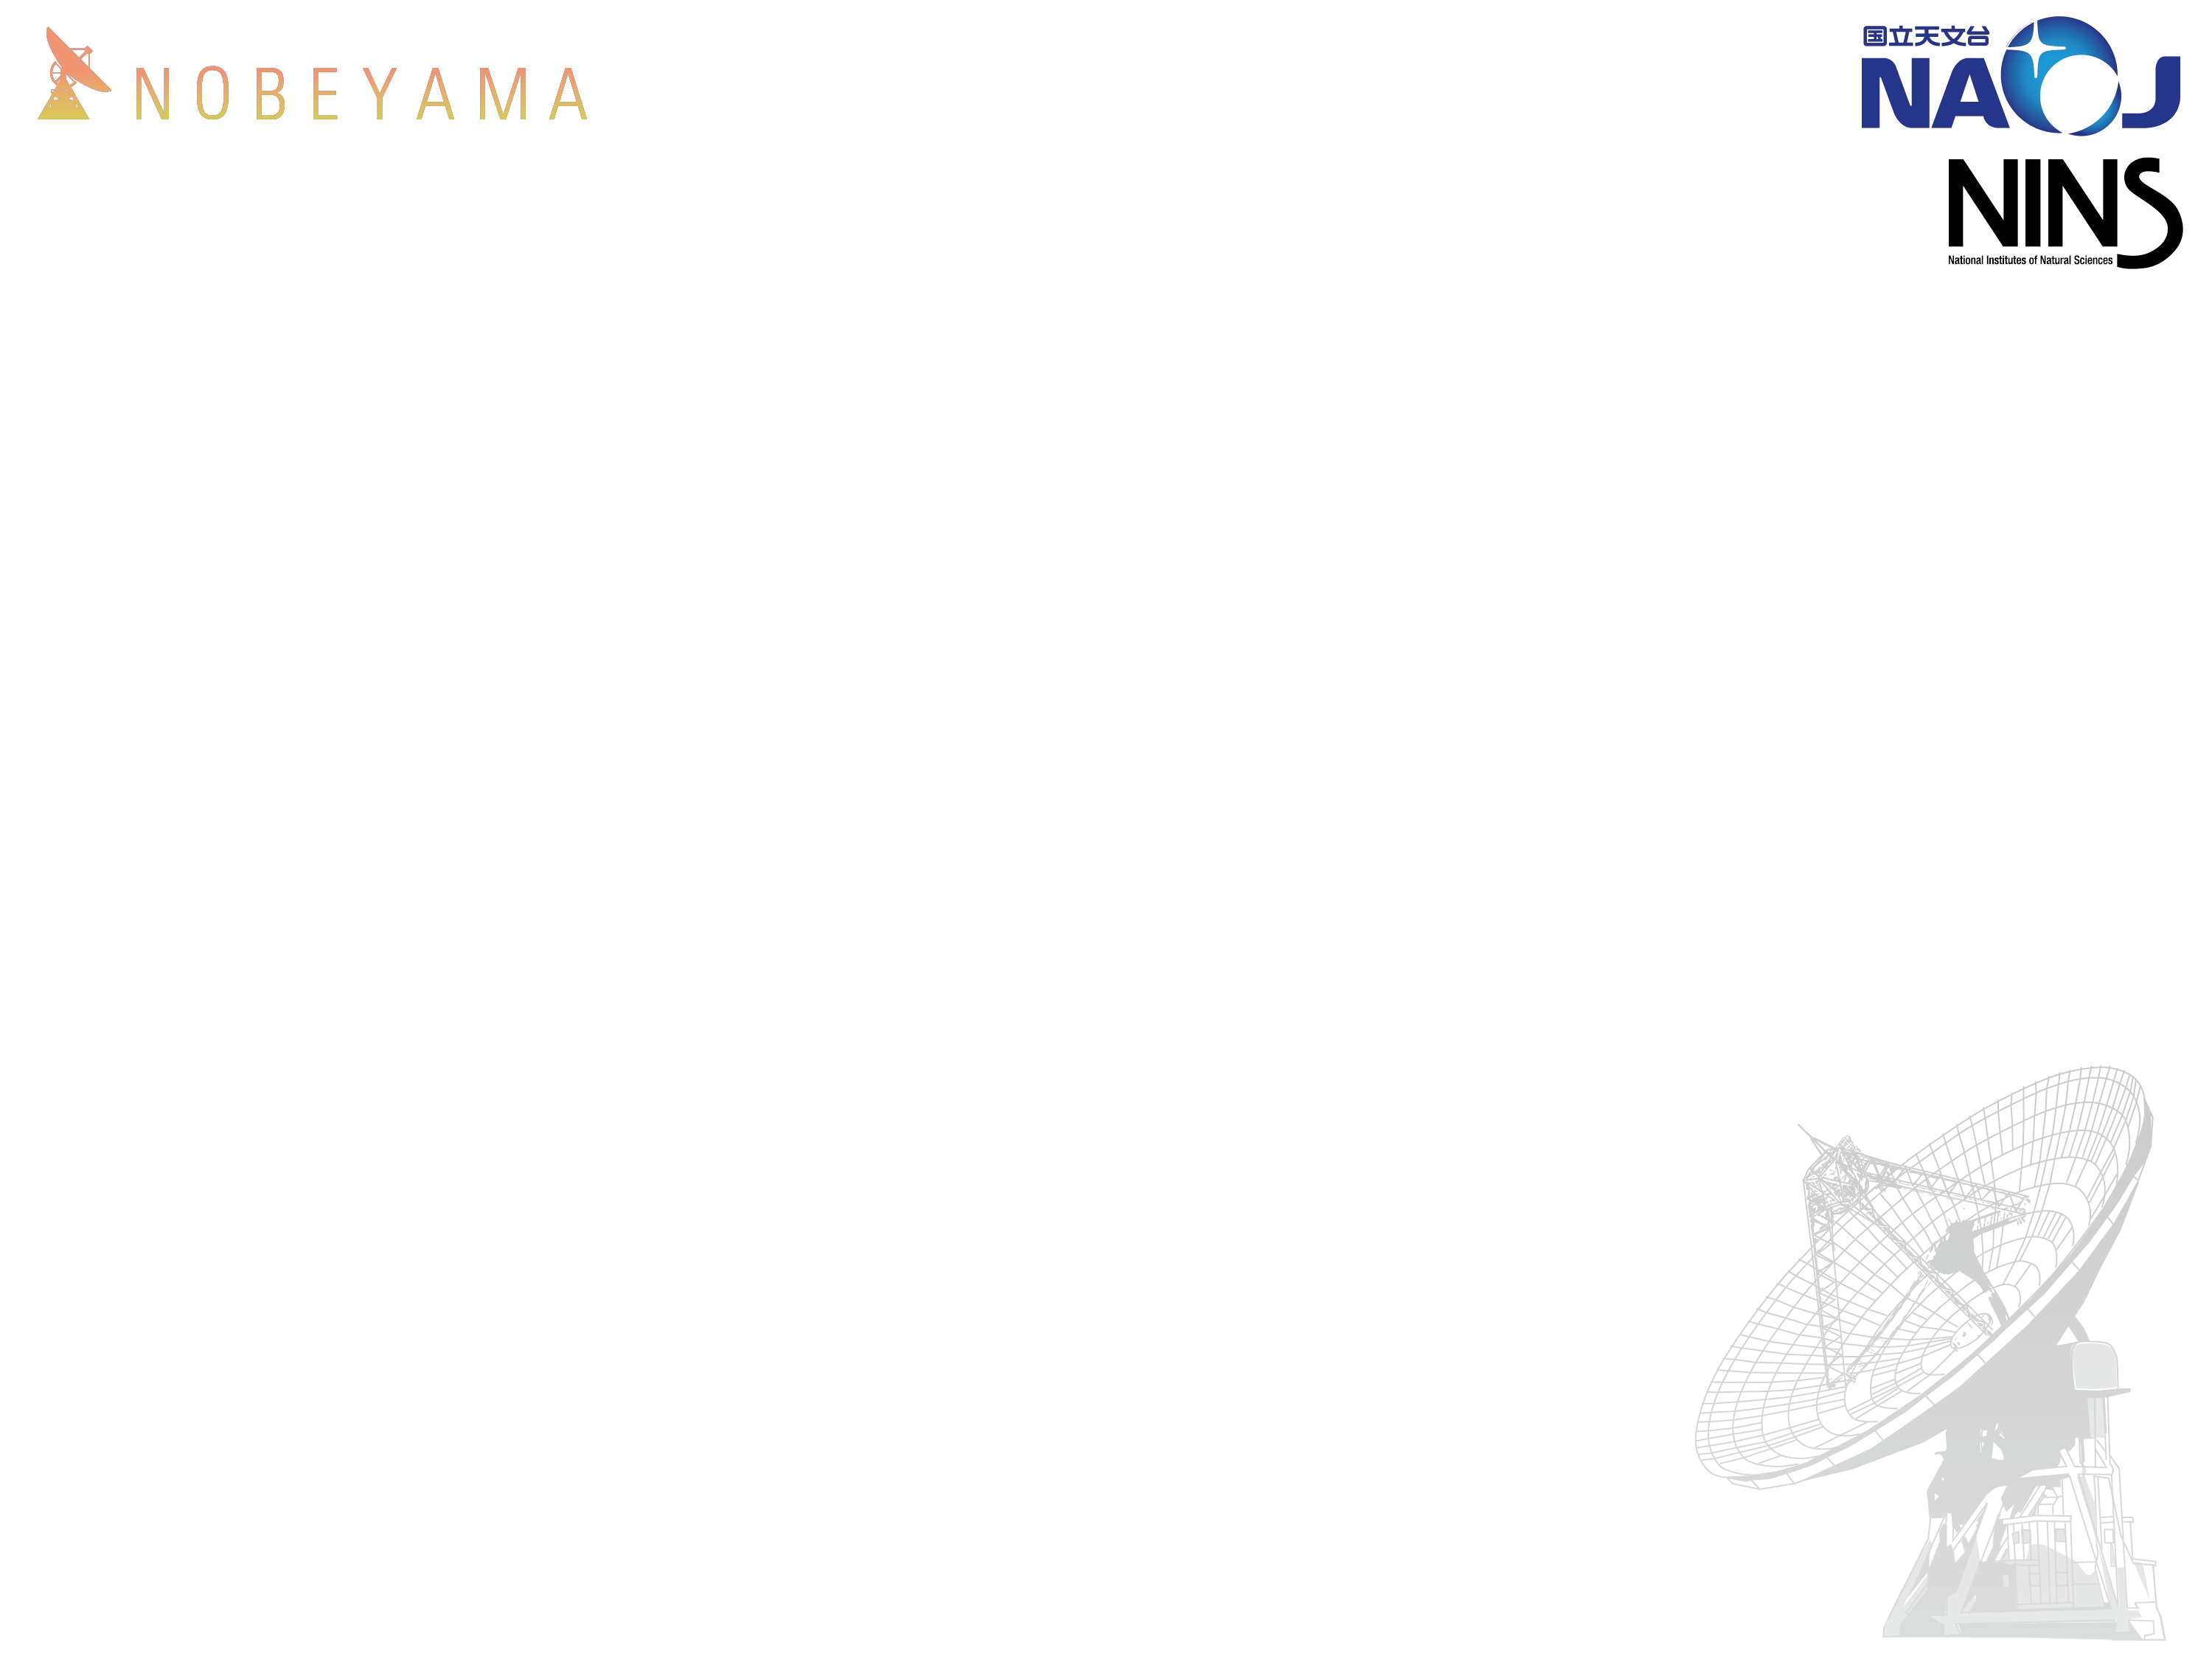 NOBEYAMA
国立天文台
NAOJ
NINS
National Institutes of Natural Sciences